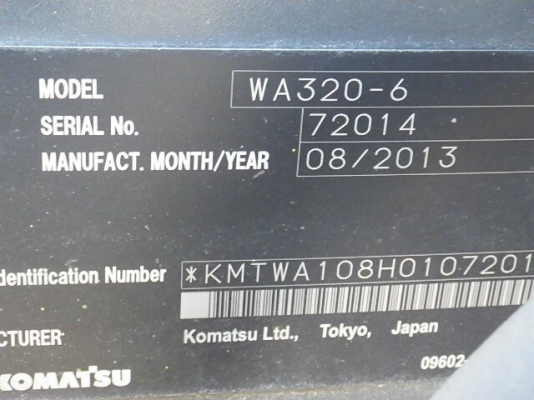 MODEL WA320-6
SERIAL No. 72014
MANUFACT. MONTH/YEAR 08/2013
dentification Number *KMTWA108H0107201
CTURER Komatsu Ltd., Tokyo, Japan
KOMATSU 09602-